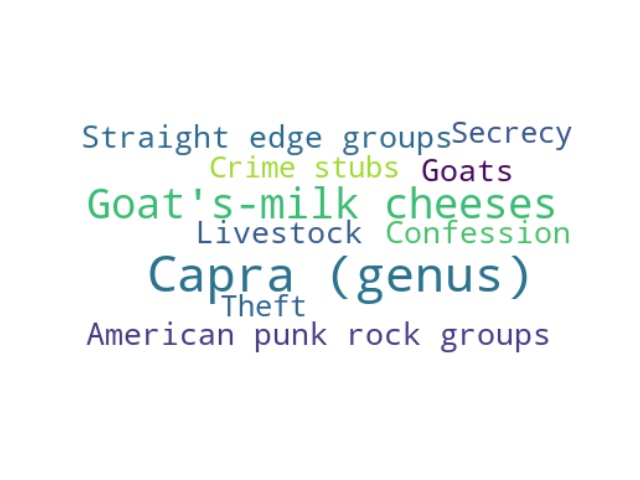 Straight edge groups
Secrecy
Crime stubs
Goats
Goat's-milk cheeses
Livestock
Confession
Capra (genus)
Theft
American punk rock groups